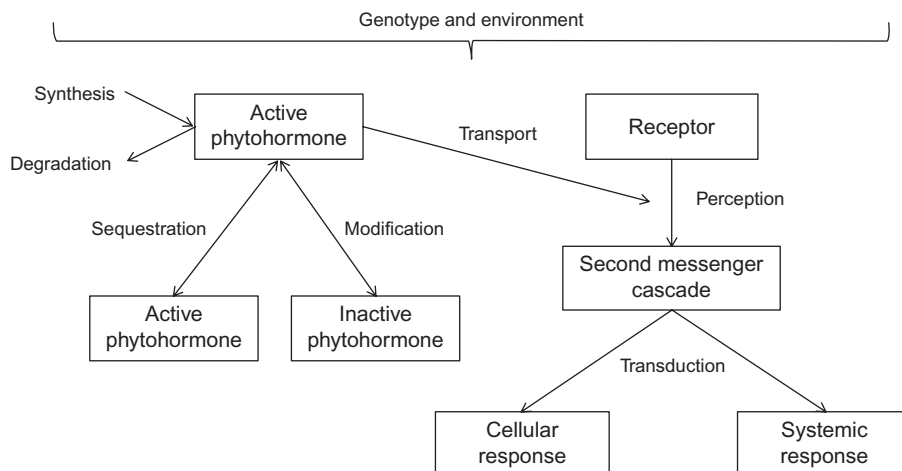 Genotype and environment
Synthesis
Degradation
Active
phytohormone
Transport
Receptor
Sequestration
Modification
Perception
Active
phytohormone
Inactive
phytohormone
Second messenger
cascade
Transduction
Cellular
response
Systemic
response